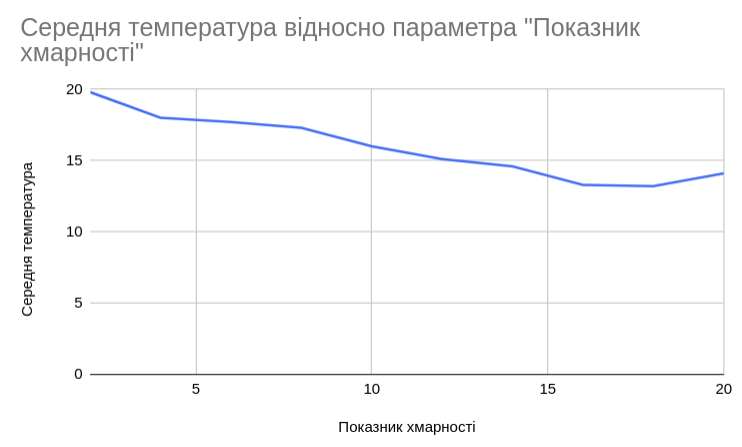 Середня температура відносно параметра "Показник
хмарності"
20
15
10
5
0
Середня температура
5 10 15 20
Показник хмарності